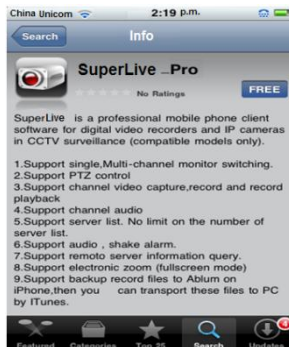 China Unicom 2:19 p.m.
Search Info
SuperLive Pro
No Ratings
FREE
SuperLive is a professional mobile phone client
software for digital video recorders and IP cameras
in CCTV surveillance (compatible models only).
1.Support single,Multi-channel monitor switching.
2.Support PTZ control
3.Support channel video capture,record and record
playback
4.Support channel audio
5.Support server list. No limit on the number of
server list.
6.Support audio , shake alarm.
7.Support remoto server information query.
8.Support electronic zoom (fullscreen mode)
9.Support backup record files to Ablum on
iPhone,then you can transport these files to PC
by ITunes.
Featured Categories Top 25 Search Updates